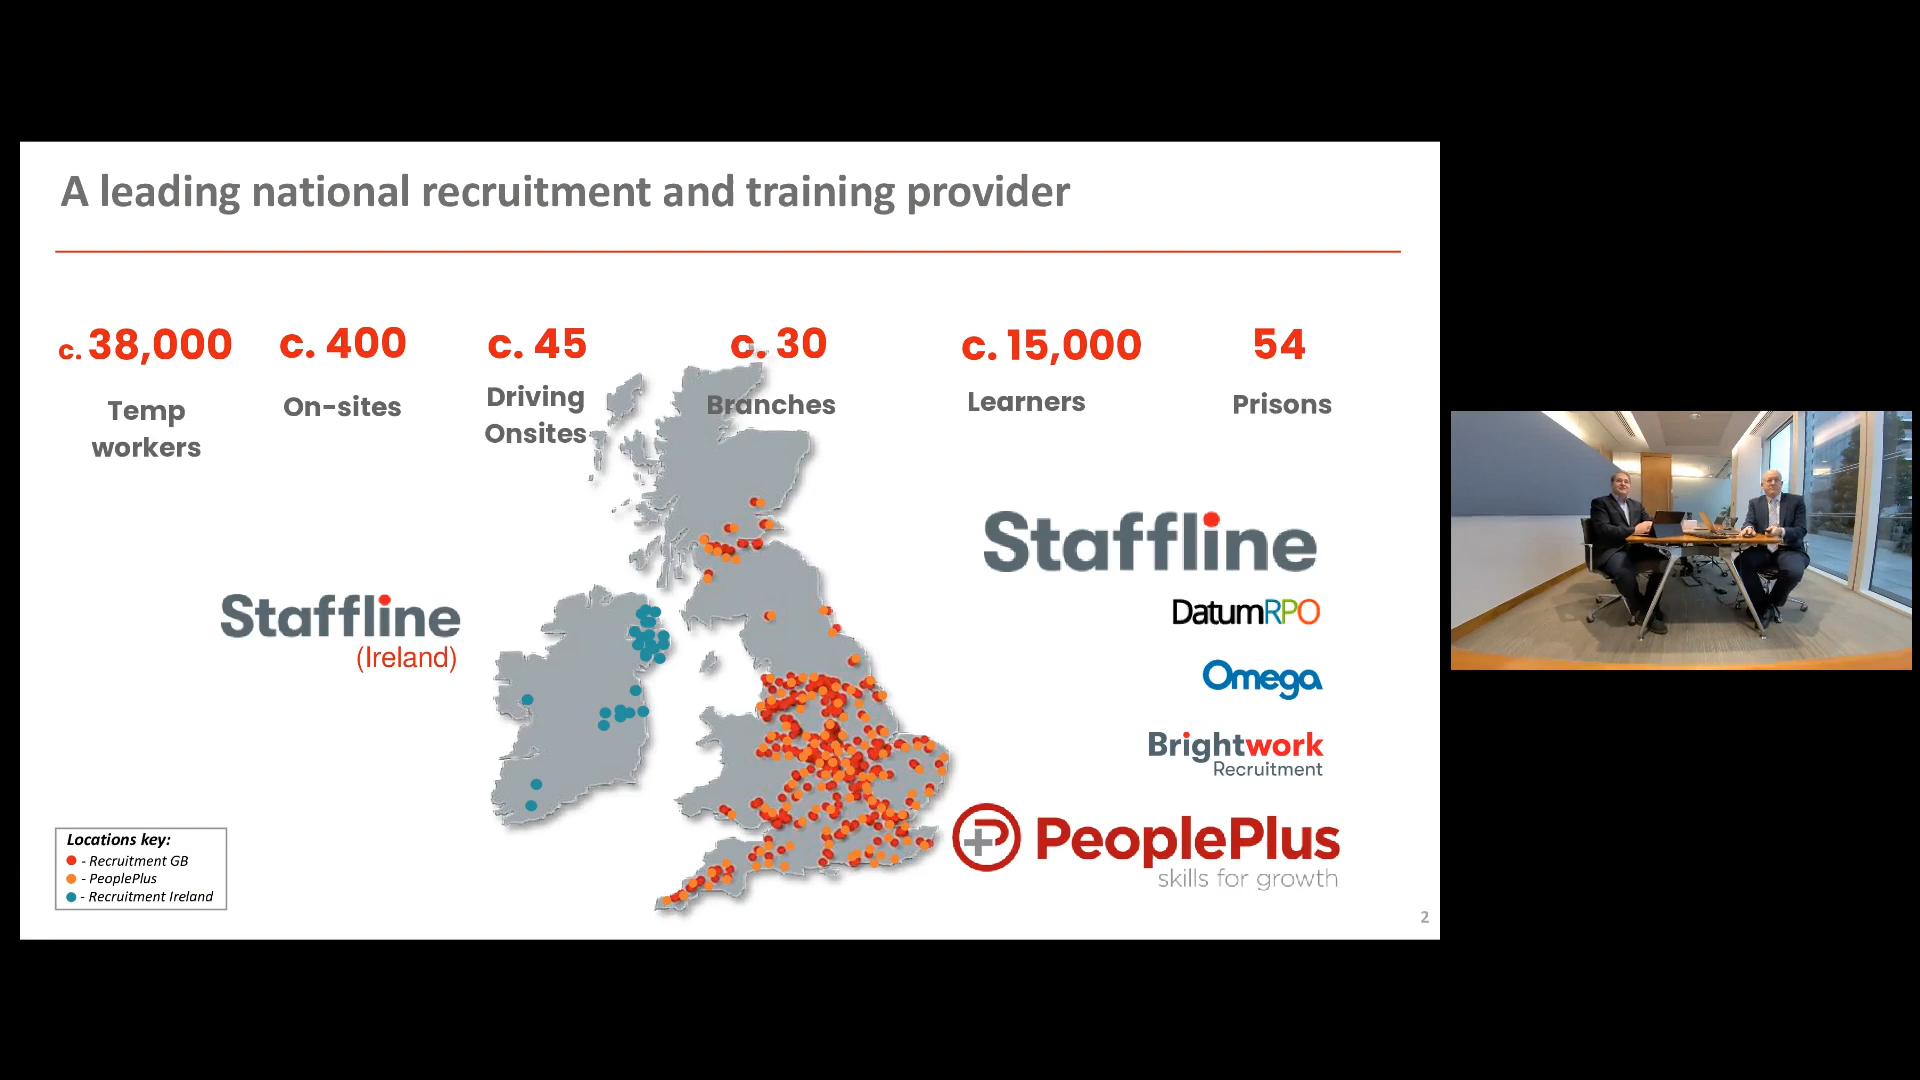 A leading national recruitment and training provider
c. 38,000
Temp
workers
c. 400
On-sites
c. 45
Driving
Onsites
c. 30
Branches
c. 15,000
Learners
54
Prisons
Staffline
(Ireland)
Staffline
DatumRPO
Omega
Brightwork
Recruitment
PeoplePlus
skills for growth
Locations key:
- Recruitment GB
- PeoplePlus
- Recruitment Ireland
2